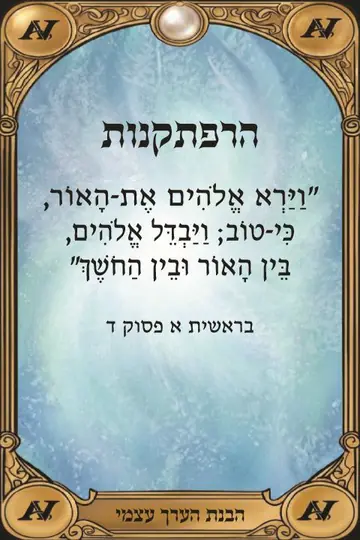 הרפתקנות
"וַיַּרְא אֱלֹהִים אֶת-הָאוֹר,
כִּי-טוֹב; וַיַּבְדֵּל אֱלֹהִים,
בֵּין הָאוֹר וּבֵין הַחֹשֶׁךְ"
בראשית א פסוק ד
הבנת הערך עצמי